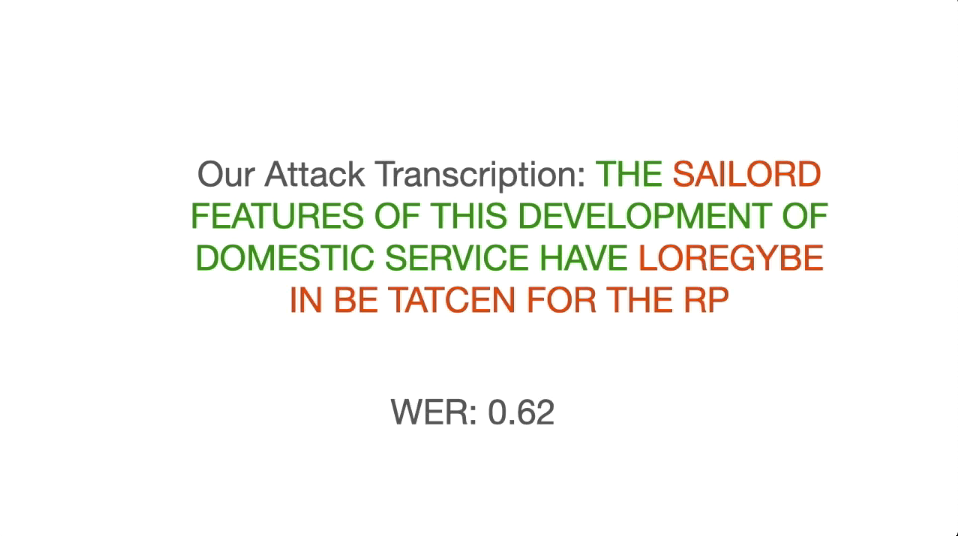 Our Attack Transcription: THE SAILORD
FEATURES OF THIS DEVELOPMENT OF
DOMESTIC SERVICE HAVE LOREGYBE
IN BE TATCEN FOR THE RP
WER: 0.62